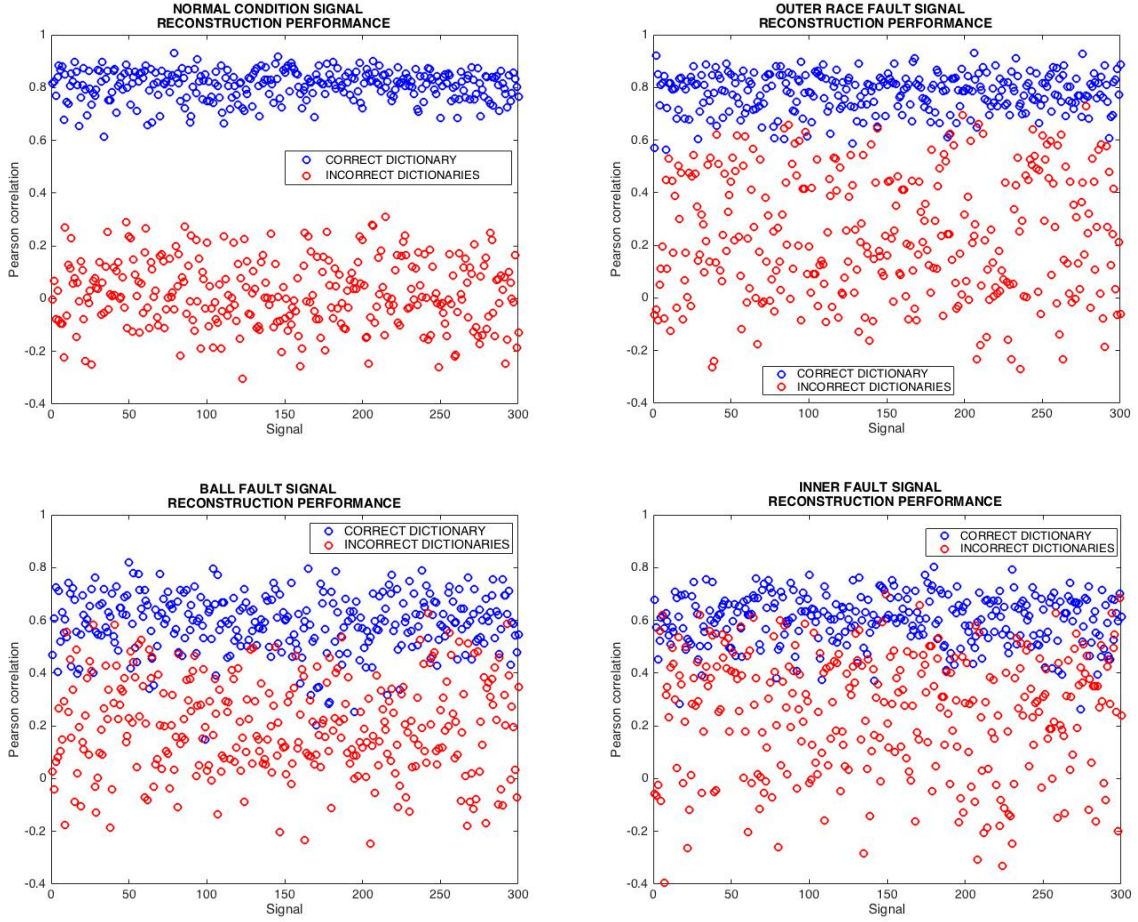 NORMAL CONDITION SIGNAL
RECONSTRUCTION PERFORMANCE
1
0.8
0.6
0.4
0.2
0
-0.2
-0.4
Pearson correlation
CORRECT DICTIONARY
INCORRECT DICTIONARIES
0 50 100 150 200 250 300
Signal
OUTER RACE FAULT SIGNAL
RECONSTRUCTION PERFORMANCE
1
0.8
0.6
0.4
0.2
0
-0.2
-0.4
Pearson correlation
CORRECT DICTIONARY
INCORRECT DICTIONARIES
0 50 100 150 200 250 300
Signal
BALL FAULT SIGNAL
RECONSTRUCTION PERFORMANCE
1
0.8
0.6
0.4
0.2
0
-0.2
-0.4
Pearson correlation
CORRECT DICTIONARY
INCORRECT DICTIONARIES
0 50 100 150 200 250 300
Signal
INNER FAULT SIGNAL
RECONSTRUCTION PERFORMANCE
1
0.8
0.6
0.4
0.2
0
-0.2
-0.4
Pearson correlation
CORRECT DICTIONARY
INCORRECT DICTIONARIES
0 50 100 150 200 250 300
Signal